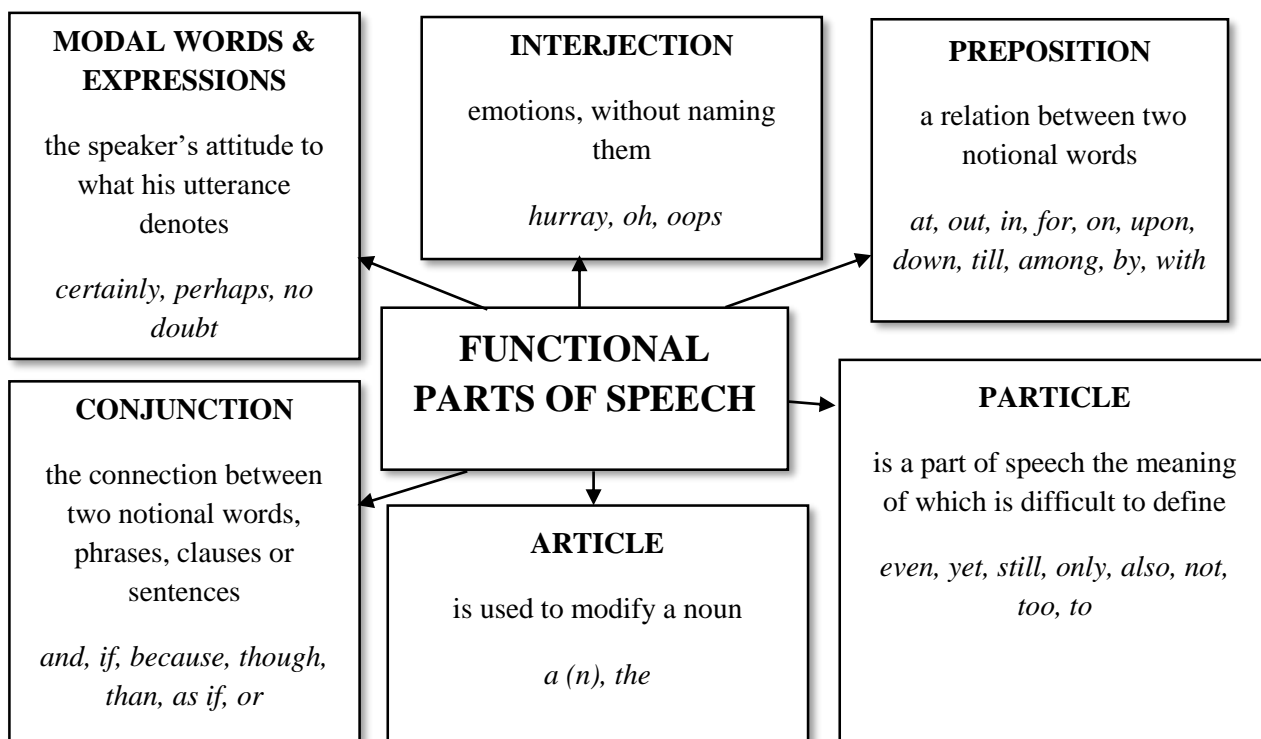 MODAL WORDS &
EXPRESSIONS
the speaker’s attitude to
what his utterance
denotes
certainly, perhaps, no
doubt
INTERJECTION
emotions, without naming
them
hurray, oh, oops
PREPOSITION
a relation between two
notional words
at, out, in, for, on, upon,
down, till, among, by, with
FUNCTIONAL
PARTS OF SPEECH
CONJUNCTION
the connection between
two notional words,
phrases, clauses or
sentences
and, if, because, though,
than, as if, or
ARTICLE
is used to modify a noun
a (n), the
PARTICLE
is a part of speech the meaning
of which is difficult to define
even, yet, still, only, also, not,
too, to